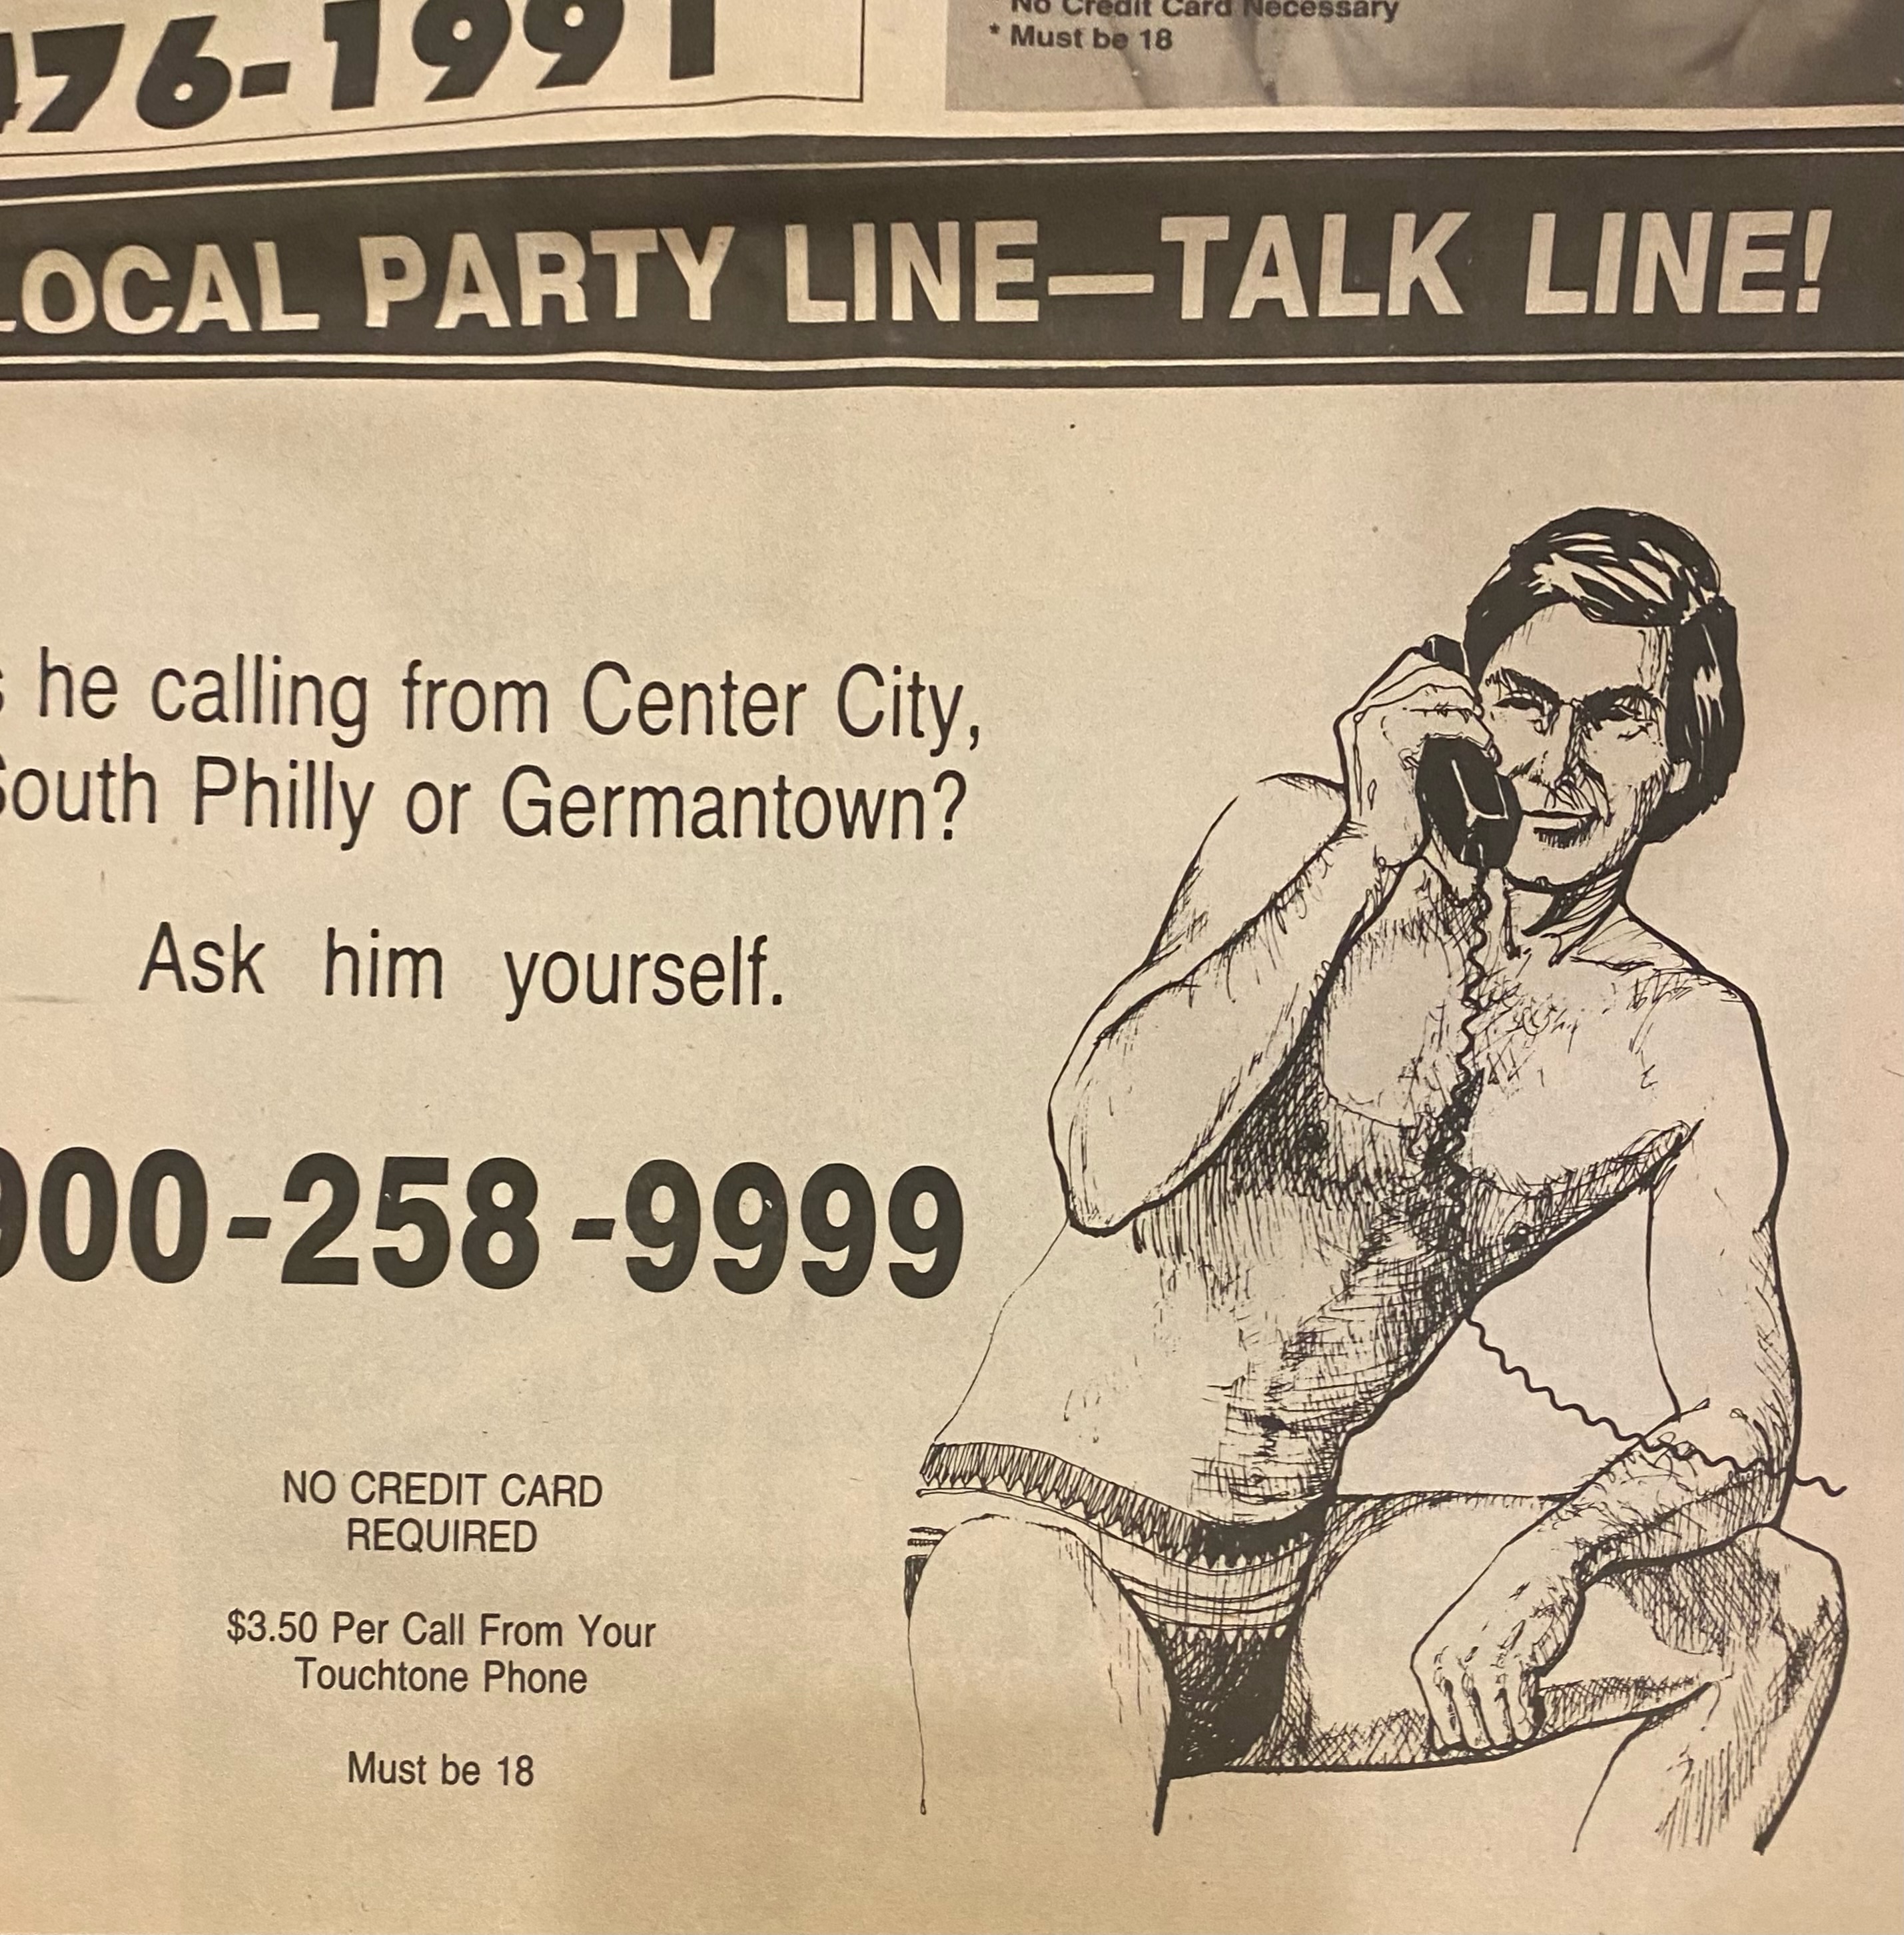 476-1991
No Credit Card Necessary
* Must be 18
LOCAL PARTY LINE—TALK LINE!
he calling from Center City,
South Philly or Germantown?
Ask him yourself.
900-258-9999
NO CREDIT CARD
REQUIRED
$3.50 Per Call From Your
Touchtone Phone
Must be 18